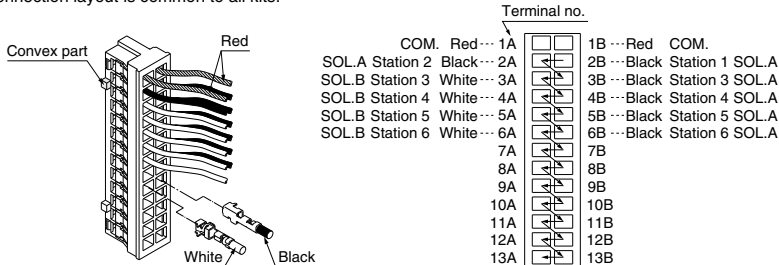 onnection layout is common to all kits.
Terminal no.
Convex part
Red
White
Black
COM. Red --- 1A 1B ---Red COM.
SOL.A Station 2 Black --- 2A 2B ---Black Station 1 SOL.A
SOL.B Station 3 White --- 3A 3B ---Black Station 3 SOL.A
SOL.B Station 4 White --- 4A 4B ---Black Station 4 SOL.A
SOL.B Station 5 White --- 5A 5B ---Black Station 5 SOL.A
SOL.B Station 6 White --- 6A 6B ---Black Station 6 SOL.A
7A 7B
8A 8B
9A 9B
10A 10B
11A 11B
12A 12B
13A 13B